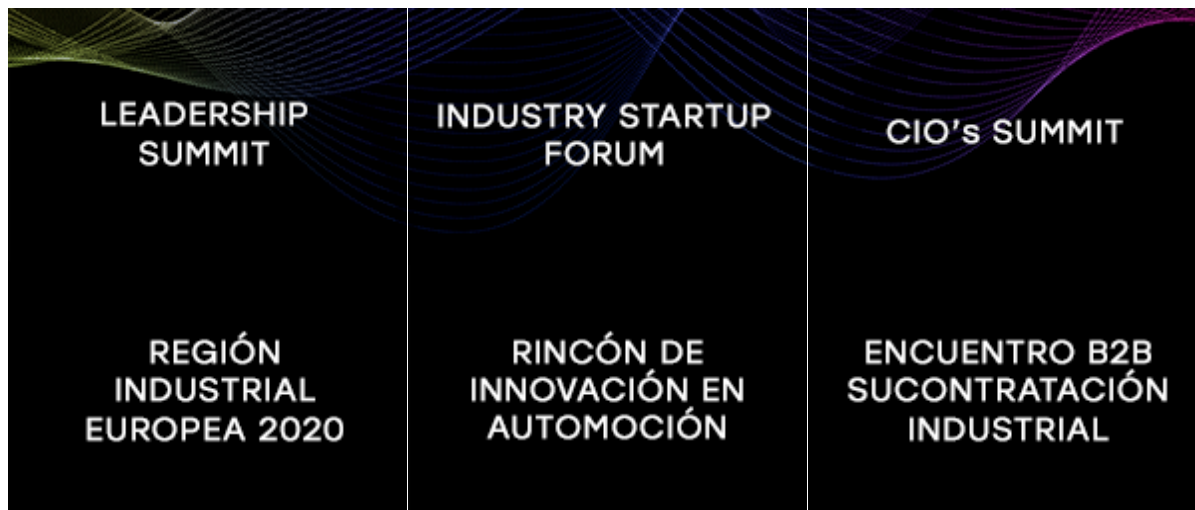 LEADERSHIP
SUMMIT
INDUSTRY STARTUP
FORUM
CIO's SUMMIT
REGIÓN
INDUSTRIAL
EUROPEA 2020
RINCÓN DE
INNOVACIÓN EN
AUTOMOCIÓN
ENCUENTRO B2B
SUCONTRATACIÓN
INDUSTRIAL